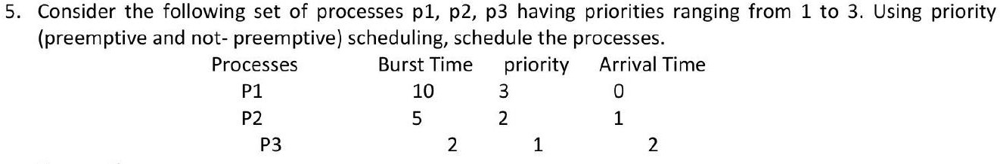 5. Consider the following set of processes p1, p2, p3 having priorities ranging from 1 to 3. Using priority
(preemptive and not- preemptive) scheduling, schedule the processes.
Processes Burst Time priority Arrival Time
P1 10 3 0
P2 5 2 1
P3 2 1 2